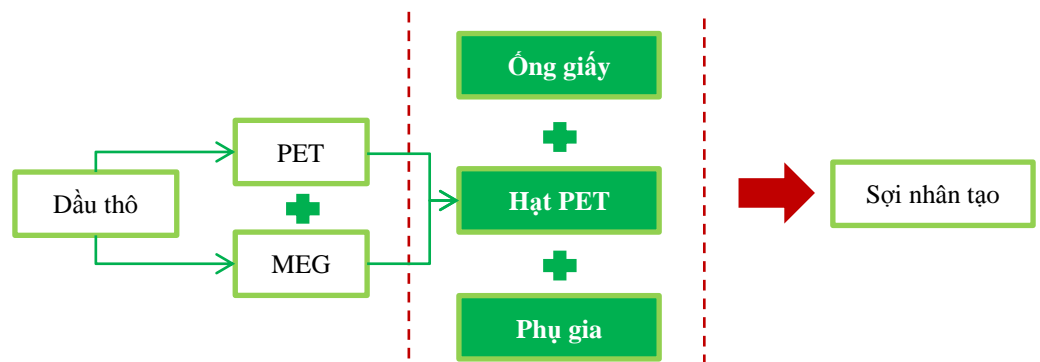 Dầu thô
PET
MEG
Ống giấy
Hạt PET
Phụ gia
Sợi nhân tạo